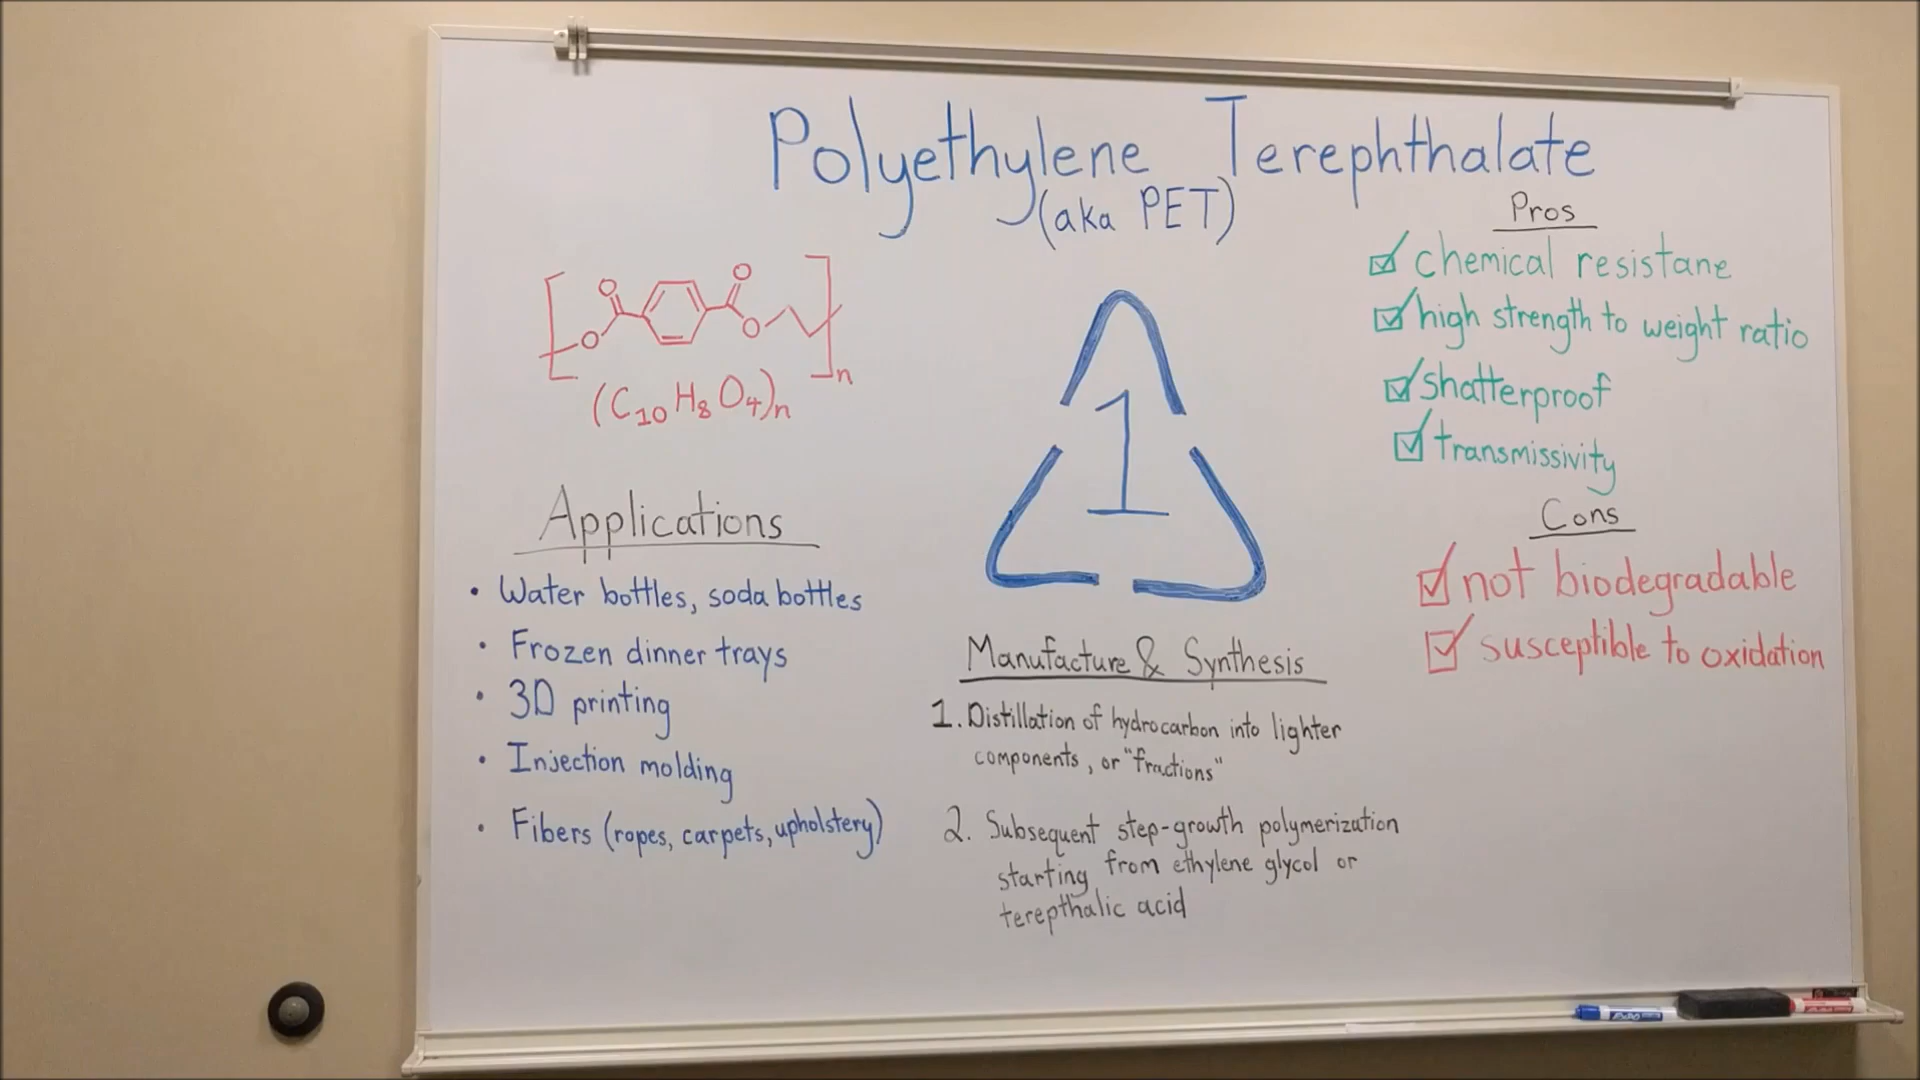 Polyethylene Terephthalate
(aka PET)
O
O
O
O
n
(C10H8O4)n
1
Applications
• Water bottles, soda bottles
• Frozen dinner trays
• 3D printing
• Injection molding
• Fibers (ropes, carpets, upholstery)
Manufacture & Synthesis
1. Distillation of hydrocarbon into lighter
components, or "fractions"
2. Subsequent step-growth polymerization
starting from ethylene glycol or
terepthalic acid
Pros
chemical resistane
high strength to weight ratio
Shatterproof
transmissivity
Cons
not biodegradable
susceptible to oxidation